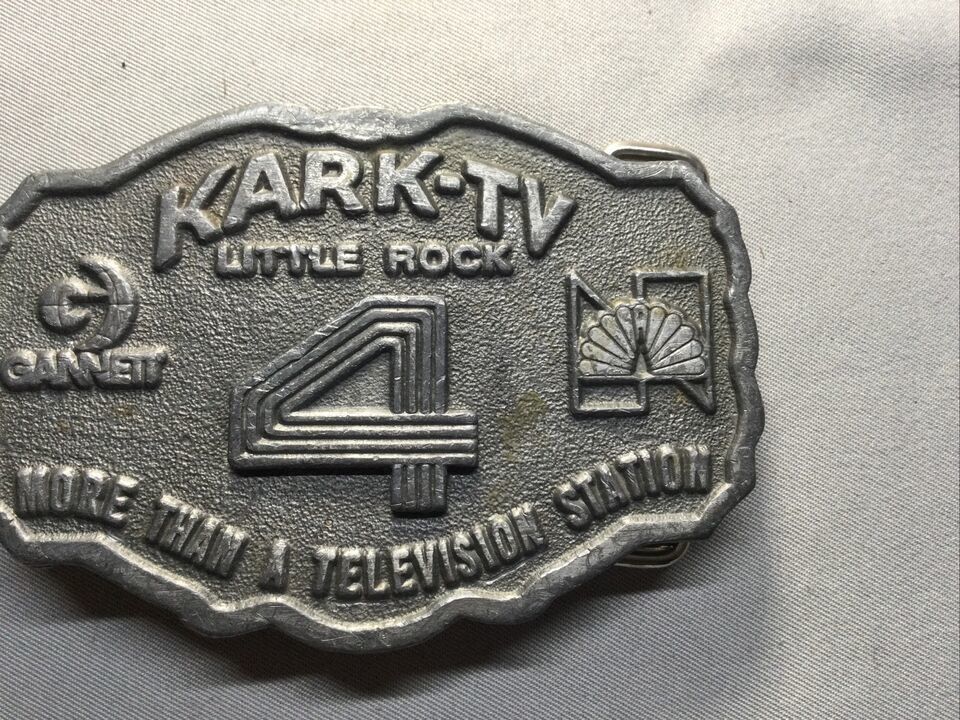 KARK-TV
LITTLE ROCK
G
GANNETT
4
N
MORE THAN A TELEVISION STATION